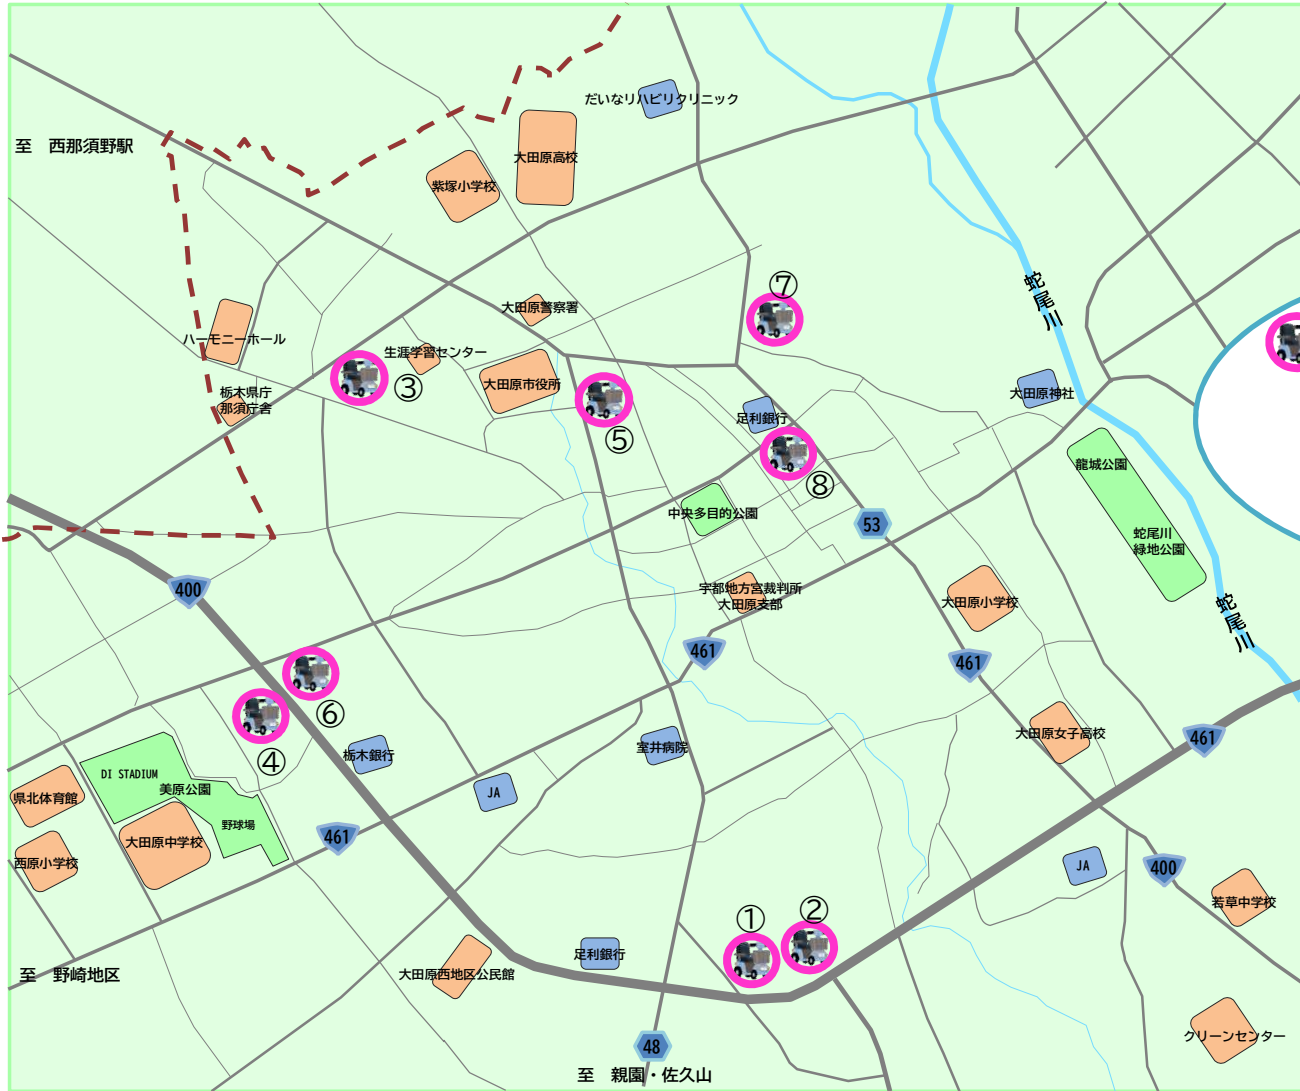 だいなリハビリクリニック
至　西那須野駅
大田原高校
紫塚小学校
⑦
蛇尾川
大田原警察署
ハーモニーホール
生涯学習センター
③
大田原市役所
栃木県庁
那須庁舎
大田原神社
足利銀行
⑤
龍城公園
⑧
中央多目的公園
53
蛇尾川
緑地公園
400
宇都地方宮裁判所
大田原支部
大田原小学校
蛇尾川
461
461
⑥
④
栃木銀行
室井病院
大田原女子高校
461
DI STADIUM
美原公園
県北体育館
JA
野球場
461
大田原中学校
西原小学校
JA
400
若草中学校
①
②
至　野崎地区
大田原西地区公民館
足利銀行
クリーンセンター
48
至　親園・佐久山